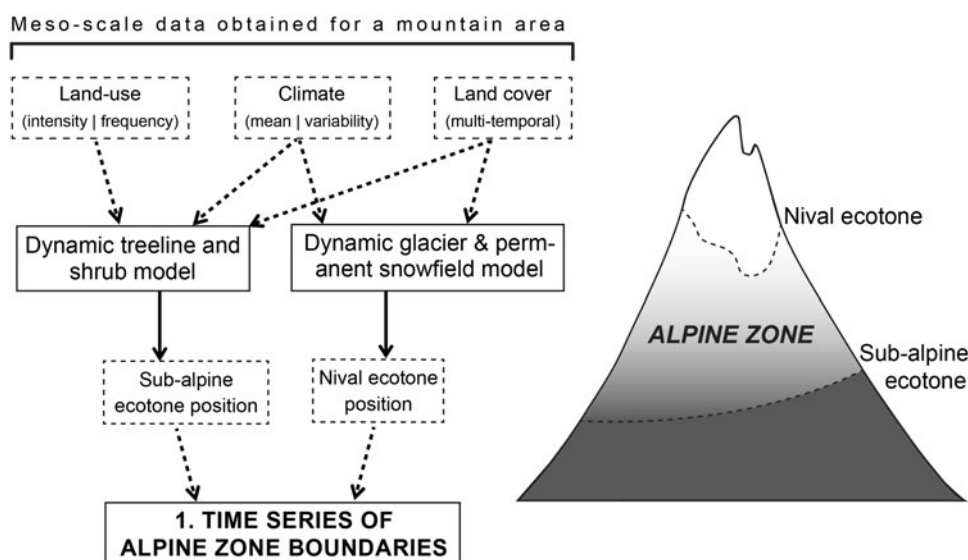 Meso-scale data obtained for a mountain area
Land-use
(intensity | frequency)
Climate
(mean | variability)
Land cover
(multi-temporal)
Dynamic treeline and
shrub model
Dynamic glacier & perm-
anent snowfield model
Sub-alpine
ecotone position
Nival ecotone
position
1. TIME SERIES OF
ALPINE ZONE BOUNDARIES
Nival ecotone
ALPINE ZONE
Sub-alpine
ecotone